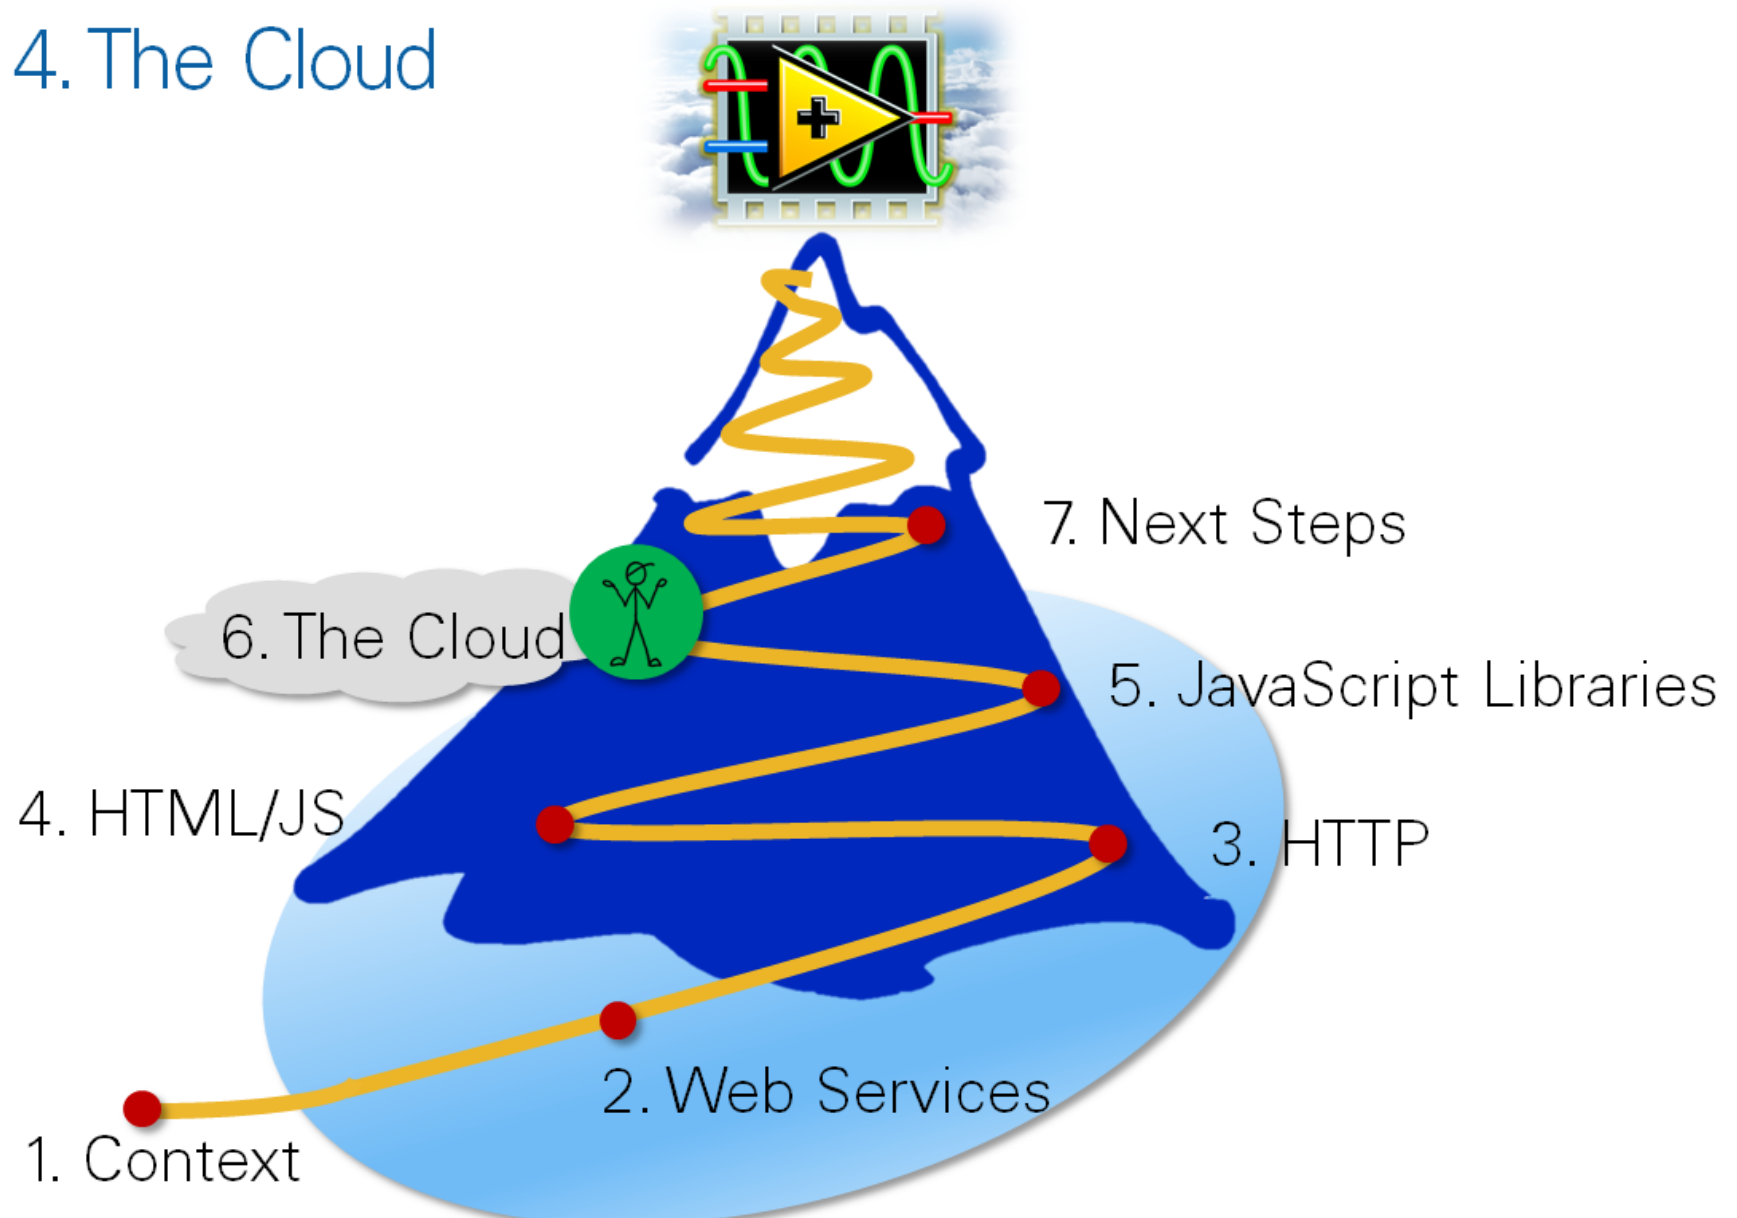 4. The Cloud
7. Next Steps
6. The Cloud
5. JavaScript Libraries
4. HTML/JS
3. HTTP
2. Web Services
1. Context